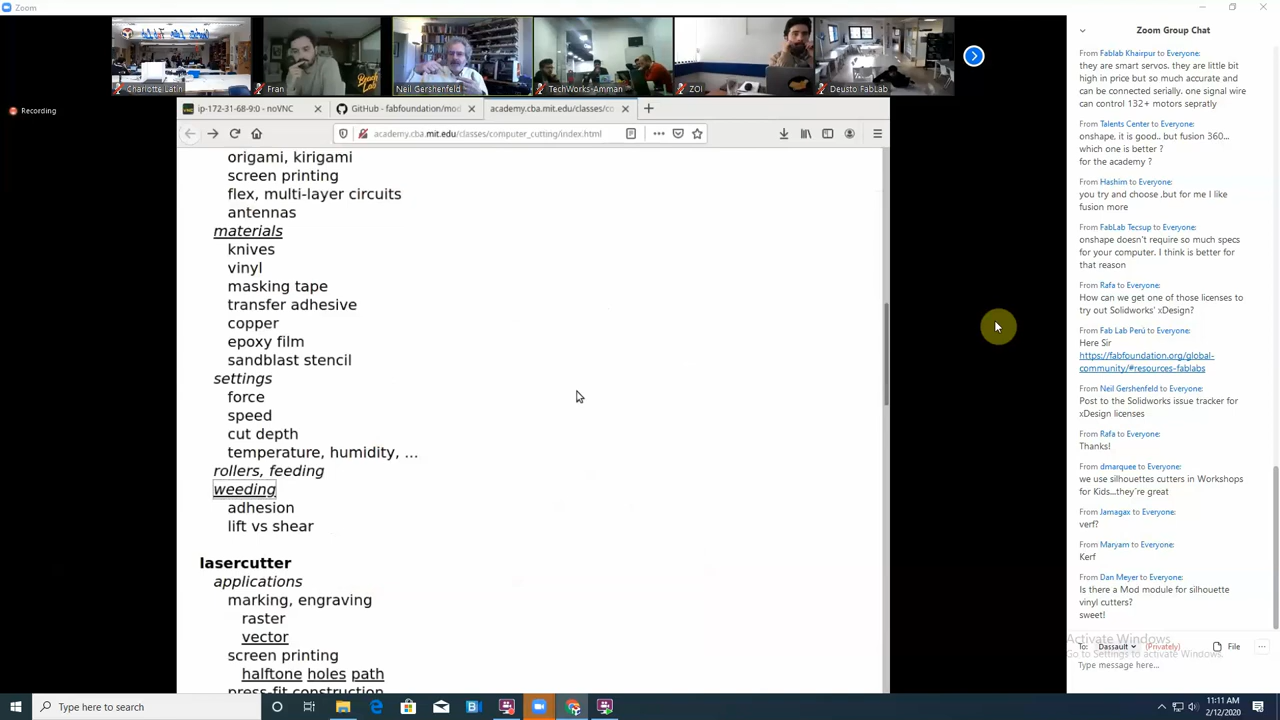 Zoom
Recording
Charlotte Latin
Fran
Neil Gershenfeld
TechWorks-Amman
ZOI
Deusto FabLab
ip-172-31-68-9:0 - noVNC
GitHub - fabfoundation/mod
academy.cba.mit.edu/classes/co
academy.cba.mit.edu/classes/computer_cutting/index.html
origami, kirigami
screen printing
flex, multi-layer circuits
antennas
materials
knives
vinyl
masking tape
transfer adhesive
copper
epoxy film
sandblast stencil
settings
force
speed
cut depth
temperature, humidity, ...
rollers, feeding
weeding
adhesion
lift vs shear
lasercutter
applications
marking, engraving
raster
vector
screen printing
halftone holes path
press-fit construction
Zoom Group Chat
From Fablab Khairpur to Everyone:
they are smart servos. they are little bit
high in price but so much accurate and
can be connected serially. one signal wire
can control 132+ motors sepratly
From Talents Center to Everyone:
onshape, it is good.. but fusion 360...
which one is better ?
for the academy ?
From Hashim to Everyone:
you try and choose ,but for me I like
fusion more
From FabLab Tecsup to Everyone:
onshape doesn't require so much specs
for your computer. I think is better for
that reason
From Rafa to Everyone:
How can we get one of those licenses to
try out Solidworks' xDesign?
From Fab Lab Perú to Everyone:
Here Sir
https://fabfoundation.org/global-
community/#resources-fablabs
From Neil Gershenfeld to Everyone:
Post to the Solidworks issue tracker for
xDesign licenses
From Rafa to Everyone:
Thanks!
From dmarquee to Everyone:
we use silhouettes cutters in Workshops
for Kids...they're great
From Jamagax to Everyone:
verf?
From Maryam to Everyone:
Kerf
From Dan Meyer to Everyone:
Is there a Mod module for silhouette
vinyl cutters?
sweet!
Activate Windows
Go to Settings to activate Windows.
To: Dassault (Privately) File
Type message here...
Type here to search
11:11 AM
2/12/2020